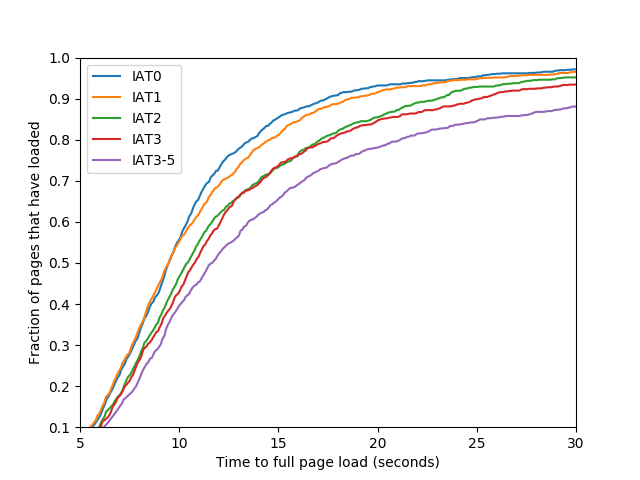 1.0
0.9
0.8
0.7
0.6
0.5
0.4
0.3
0.2
0.1
Fraction of pages that have loaded
IAT0
IAT1
IAT2
IAT3
IAT3-5
5 10 15 20 25 30
Time to full page load (seconds)